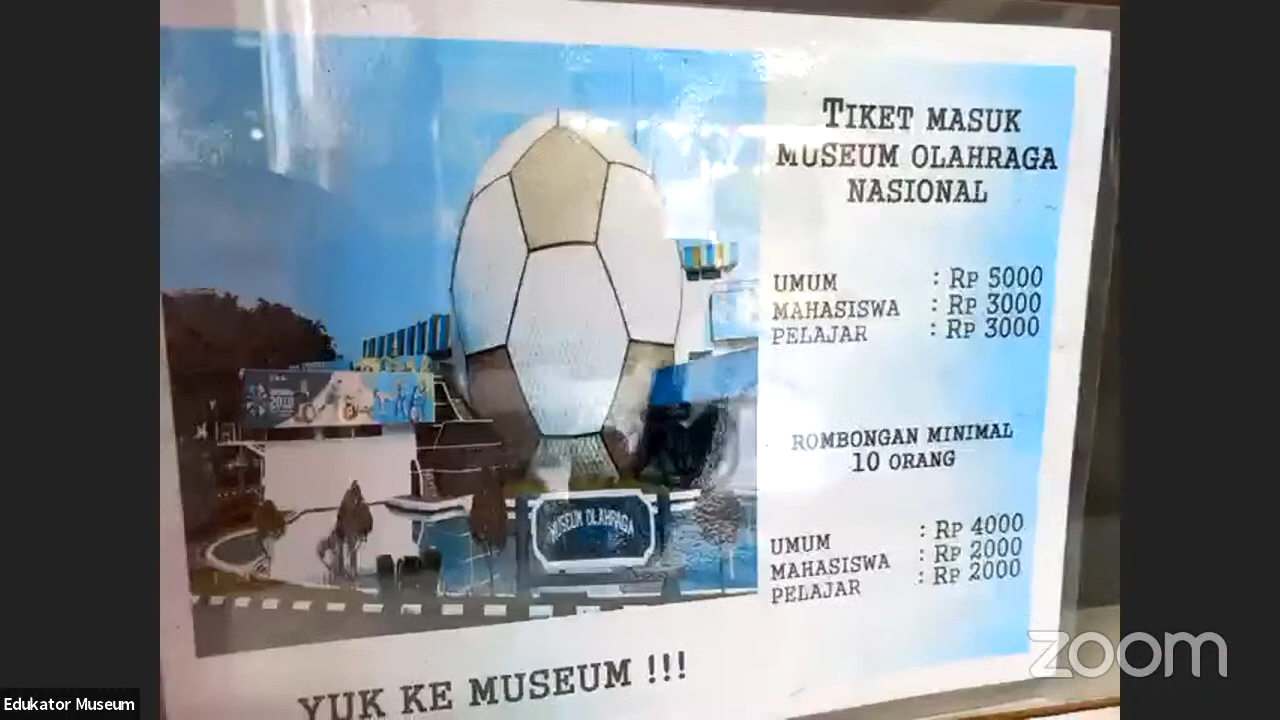 TIKET MASUK
MUSEUM OLAHRAGA
NASIONAL
UMUM : RP 5000
MAHASISWA : RP 3000
PELAJAR : RP 3000
ROMBONGAN MINIMAL
10 ORANG
UMUM : RP 4000
MAHASISWA : RP 2000
PELAJAR : RP 2000
MUSEUM OLAHRAGA
YUK KE MUSEUM !!!
Edukator Museum
zoom